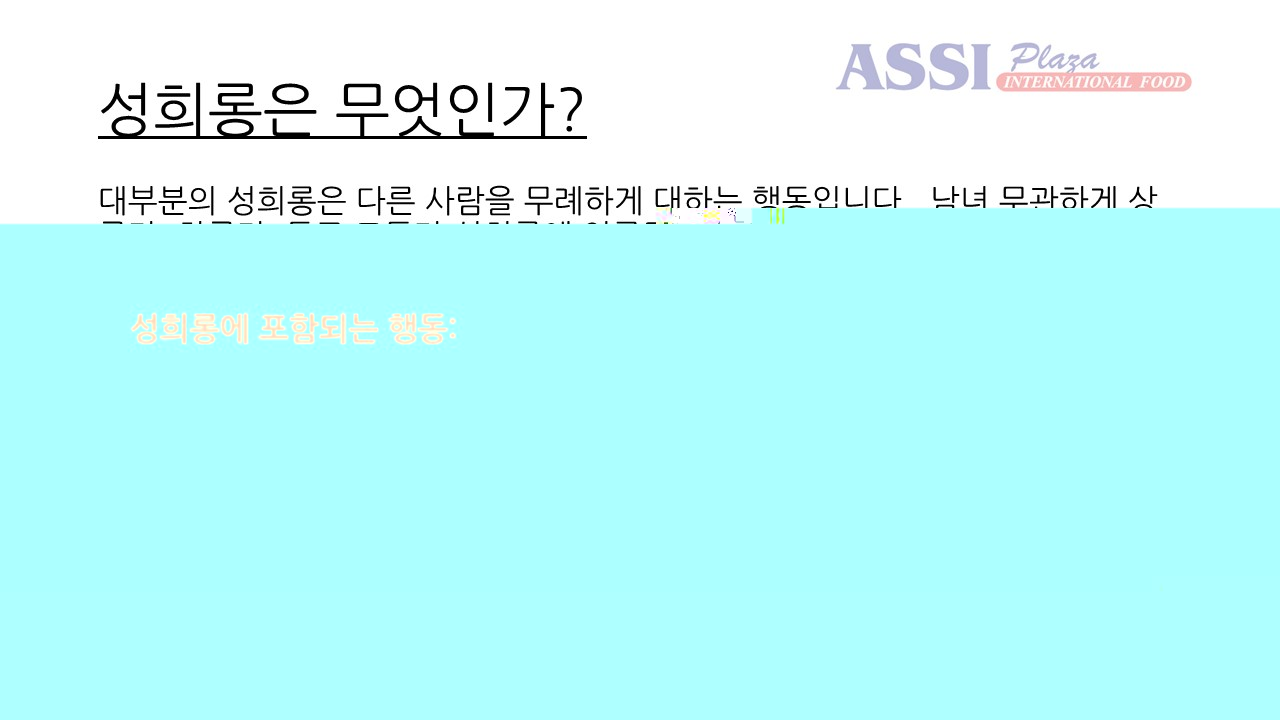 ASSI Plaza
INTERNATIONAL FOOD
성희롱은 무엇인가?
대부분의 성희롱은 다른 사람을 무례하게 대하는 행동입니다. 남녀 무관하게 상
성희롱에 포함되는 행동: